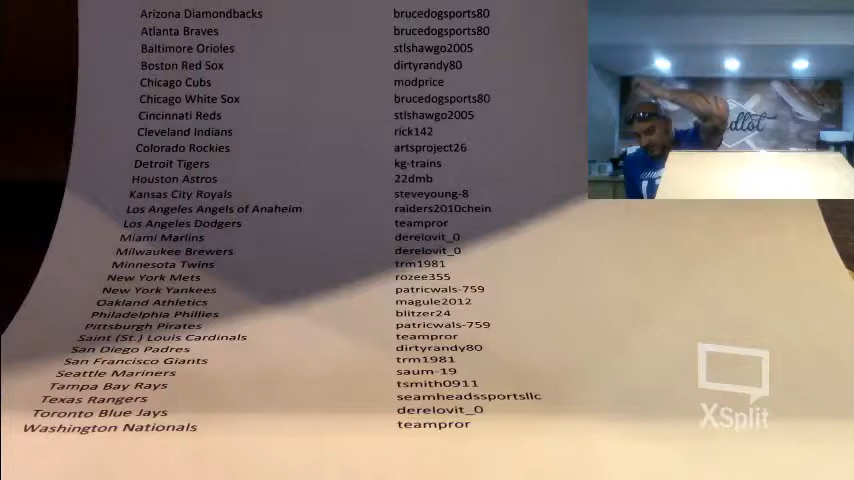 Arizona Diamondbacks brucedogsports80
Atlanta Braves brucedogsports80
Baltimore Orioles stlshawgo2005
Boston Red Sox dirtyrandy80
Chicago Cubs modprice
Chicago White Sox brucedogsports80
Cincinnati Reds stlshawgo2005
Cleveland Indians rick142
Colorado Rockies artsproject26
Detroit Tigers kg-trains
Houston Astros 22dmb
Kansas City Royals steveyoung-8
Los Angeles Angels of Anaheim raiders2010chein
Los Angeles Dodgers teampror
Miami Marlins derelovit_0
Milwaukee Brewers derelovit_0
Minnesota Twins trm1981
New York Mets rozee355
New York Yankees patricwals-759
Oakland Athletics magule2012
Philadelphia Phillies blitzer24
Pittsburgh Pirates patricwals-759
Saint (St.) Louis Cardinals teampror
San Diego Padres dirtyrandy80
San Francisco Giants trm1981
Seattle Mariners saum-19
Tampa Bay Rays tsmith0911
Texas Rangers seamheadssportsllc
Toronto Blue Jays derelovit_0
Washington Nationals teampror
XSplit